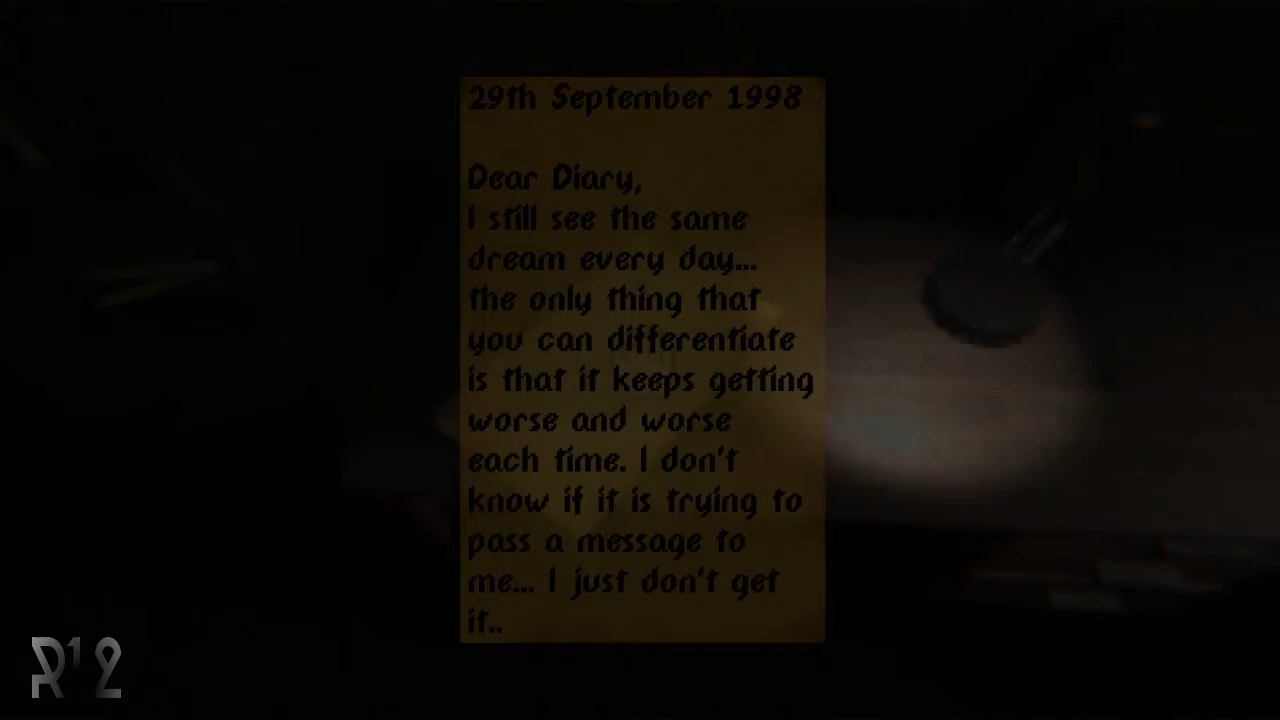 29th September 1998
Dear Diary,
I still see the same
dream every day...
the only thing that
you can differentiate
is that it keeps getting
worse and worse
each time. I don't
know if it is trying to
pass a message to
me... I just don't get
it..
R12